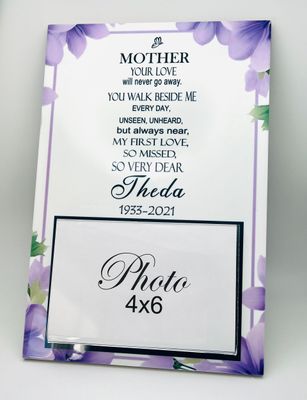 MOTHER
YOUR LOVE
will never go away.
YOU WALK BESIDE ME
EVERY DAY,
UNSEEN, UNHEARD,
but always near,
MY FIRST LOVE,
SO MISSED,
SO VERY DEAR
Theda
1933-2021
Photo
4x6